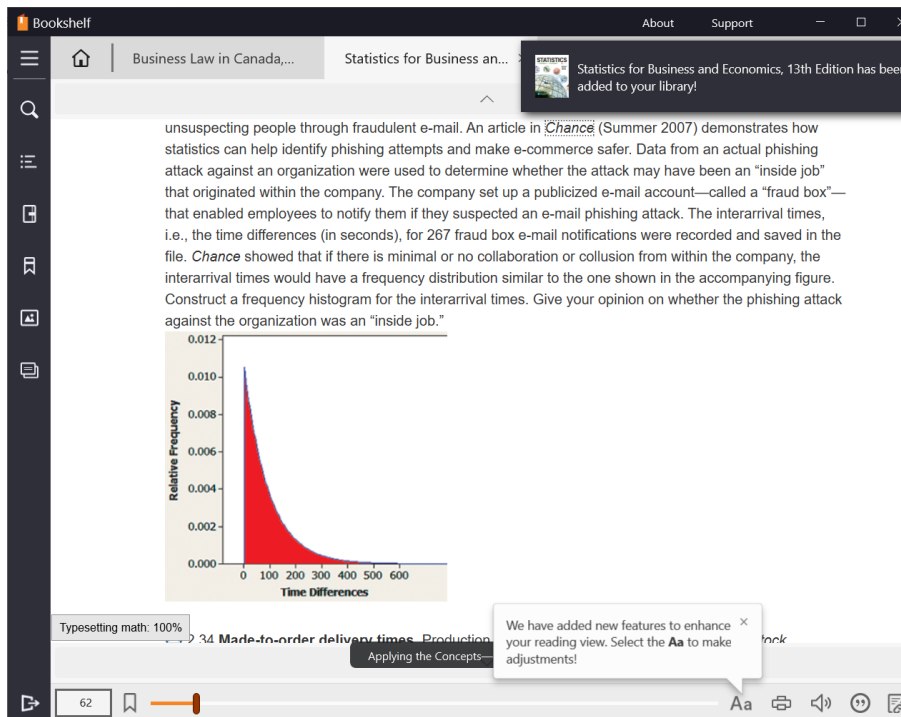 Bookshelf
About Support
Business Law in Canada,...
Statistics for Business an...
STATISTICS
Statistics for Business and Economics, 13th Edition has been
added to your library!
unsuspecting people through fraudulent e-mail. An article in Chance (Summer 2007) demonstrates how
statistics can help identify phishing attempts and make e-commerce safer. Data from an actual phishing
attack against an organization were used to determine whether the attack may have been an “inside job”
that originated within the company. The company set up a publicized e-mail account—called a “fraud box”—
that enabled employees to notify them if they suspected an e-mail phishing attack. The interarrival times,
i.e., the time differences (in seconds), for 267 fraud box e-mail notifications were recorded and saved in the
file. Chance showed that if there is minimal or no collaboration or collusion from within the company, the
interarrival times would have a frequency distribution similar to the one shown in the accompanying figure.
Construct a frequency histogram for the interarrival times. Give your opinion on whether the phishing attack
against the organization was an “inside job.”
0.012
0.010
0.008
0.006
0.004
0.002
0.000
Relative Frequency
0 100 200 300 400 500 600
Time Differences
Typesetting math: 100%
2.34 Made-to-order delivery times. Production
Applying the Concepts—
We have added new features to enhance
your reading view. Select the Aa to make
adjustments!
62
Aa